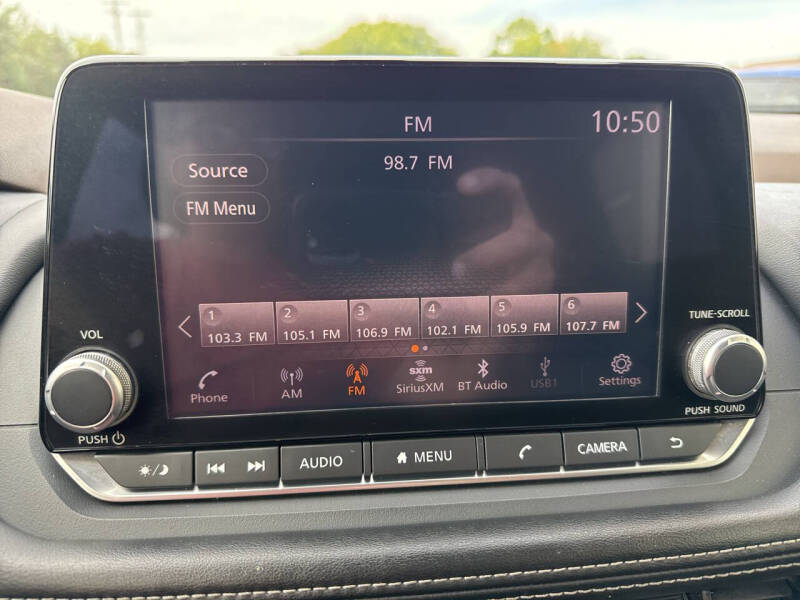 FM 10:50
98.7 FM
Source
FM Menu
1 2 3 4 5 6
103.3 FM 105.1 FM 106.9 FM 102.1 FM 105.9 FM 107.7 FM
sxm
Phone AM FM SiriusXM BT Audio USB1 Settings
VOL
PUSH
TUNE-SCROLL
PUSH SOUND
AUDIO MENU CAMERA